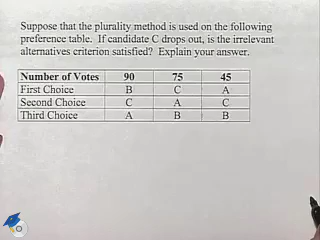 Suppose that the plurality method is used on the following
preference table. If candidate C drops out, is the irrelevant
alternatives criterion satisfied? Explain your answer.
Number of Votes 90 75 45
First Choice B C A
Second Choice C A C
Third Choice A B B